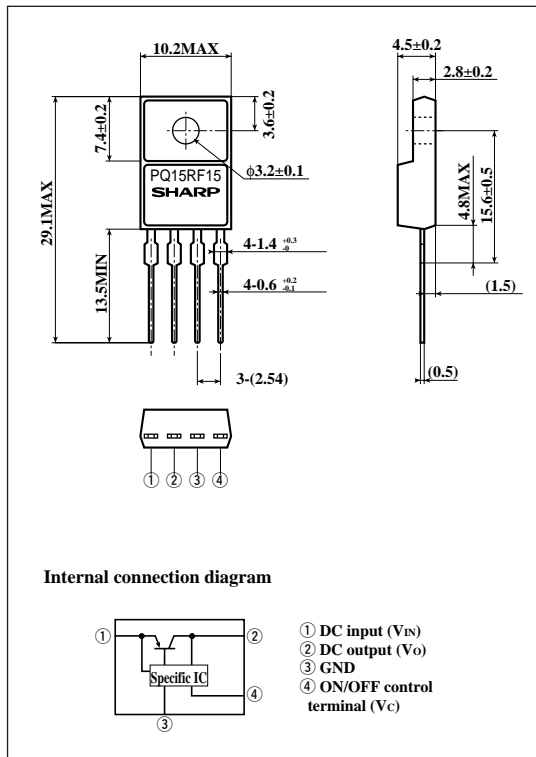 10.2MAX
4.5±0.2
2.8±0.2
3.6±0.2
7.4±0.2
29.1MAX
PQ15RF15
SHARP
ϕ3.2±0.1
4.8MAX
15.6±0.5
13.5MIN
4-1.4 +0.3 -0
4-0.6 +0.2 -0.1
(1.5)
3-(2.54)
(0.5)
① ② ③ ④
Internal connection diagram
①
②
Specific IC
④
③
① DC input (VIN)
② DC output (VO)
③ GND
④ ON/OFF control
terminal (VC)